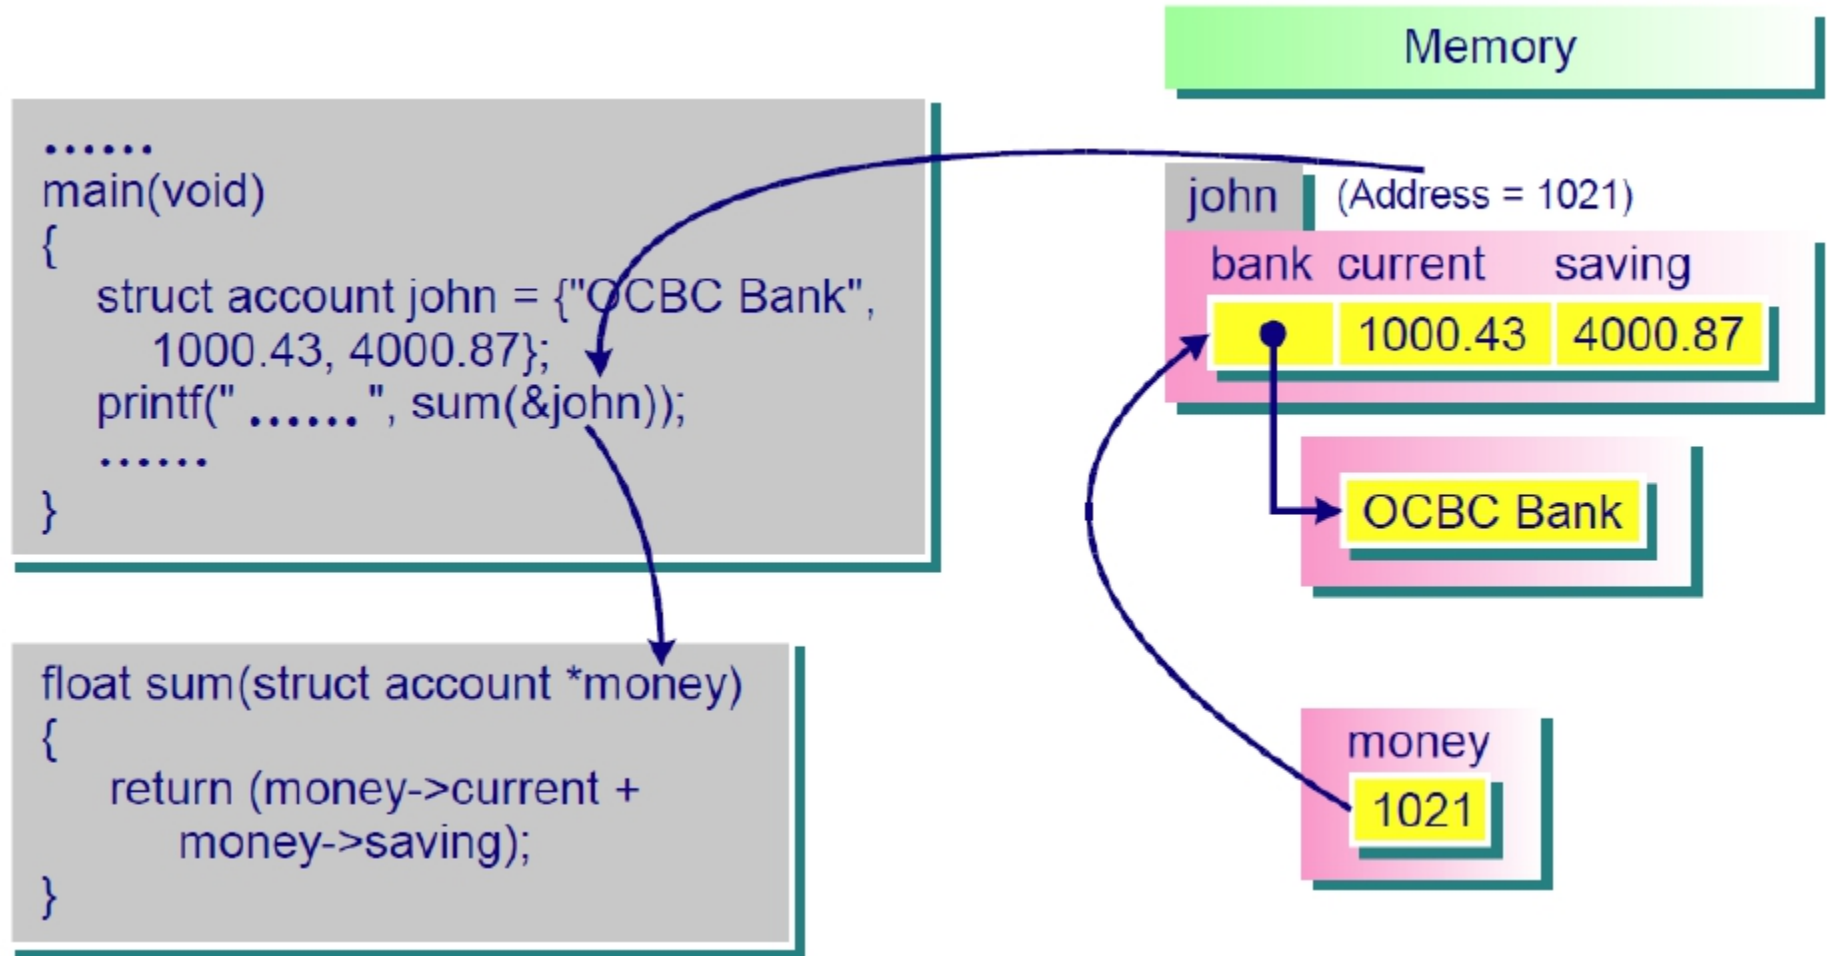 Memory
......
main(void)
{
struct account john = {"OCBC Bank",
1000.43, 4000.87};
printf(" ...... ", sum(&john));
......
}
float sum(struct account *money)
{
return (money->current +
money->saving);
}
john (Address = 1021)
bank current saving
1000.43 4000.87
OCBC Bank
money
1021